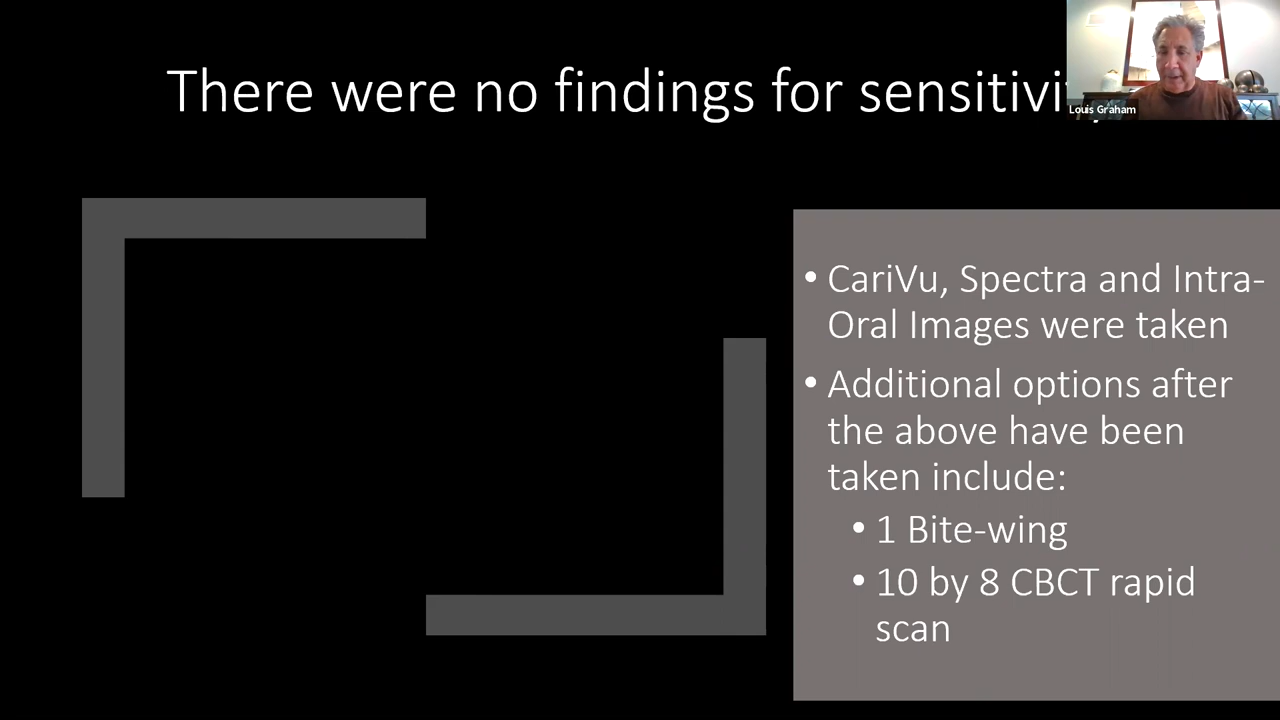 There were no findings for
Louis Graham
• CariVu, Spectra and Intra-
Oral Images were taken
• Additional options after
the above have been
taken include:
• 1 Bite-wing
• 10 by 8 CBCT rapid
scan